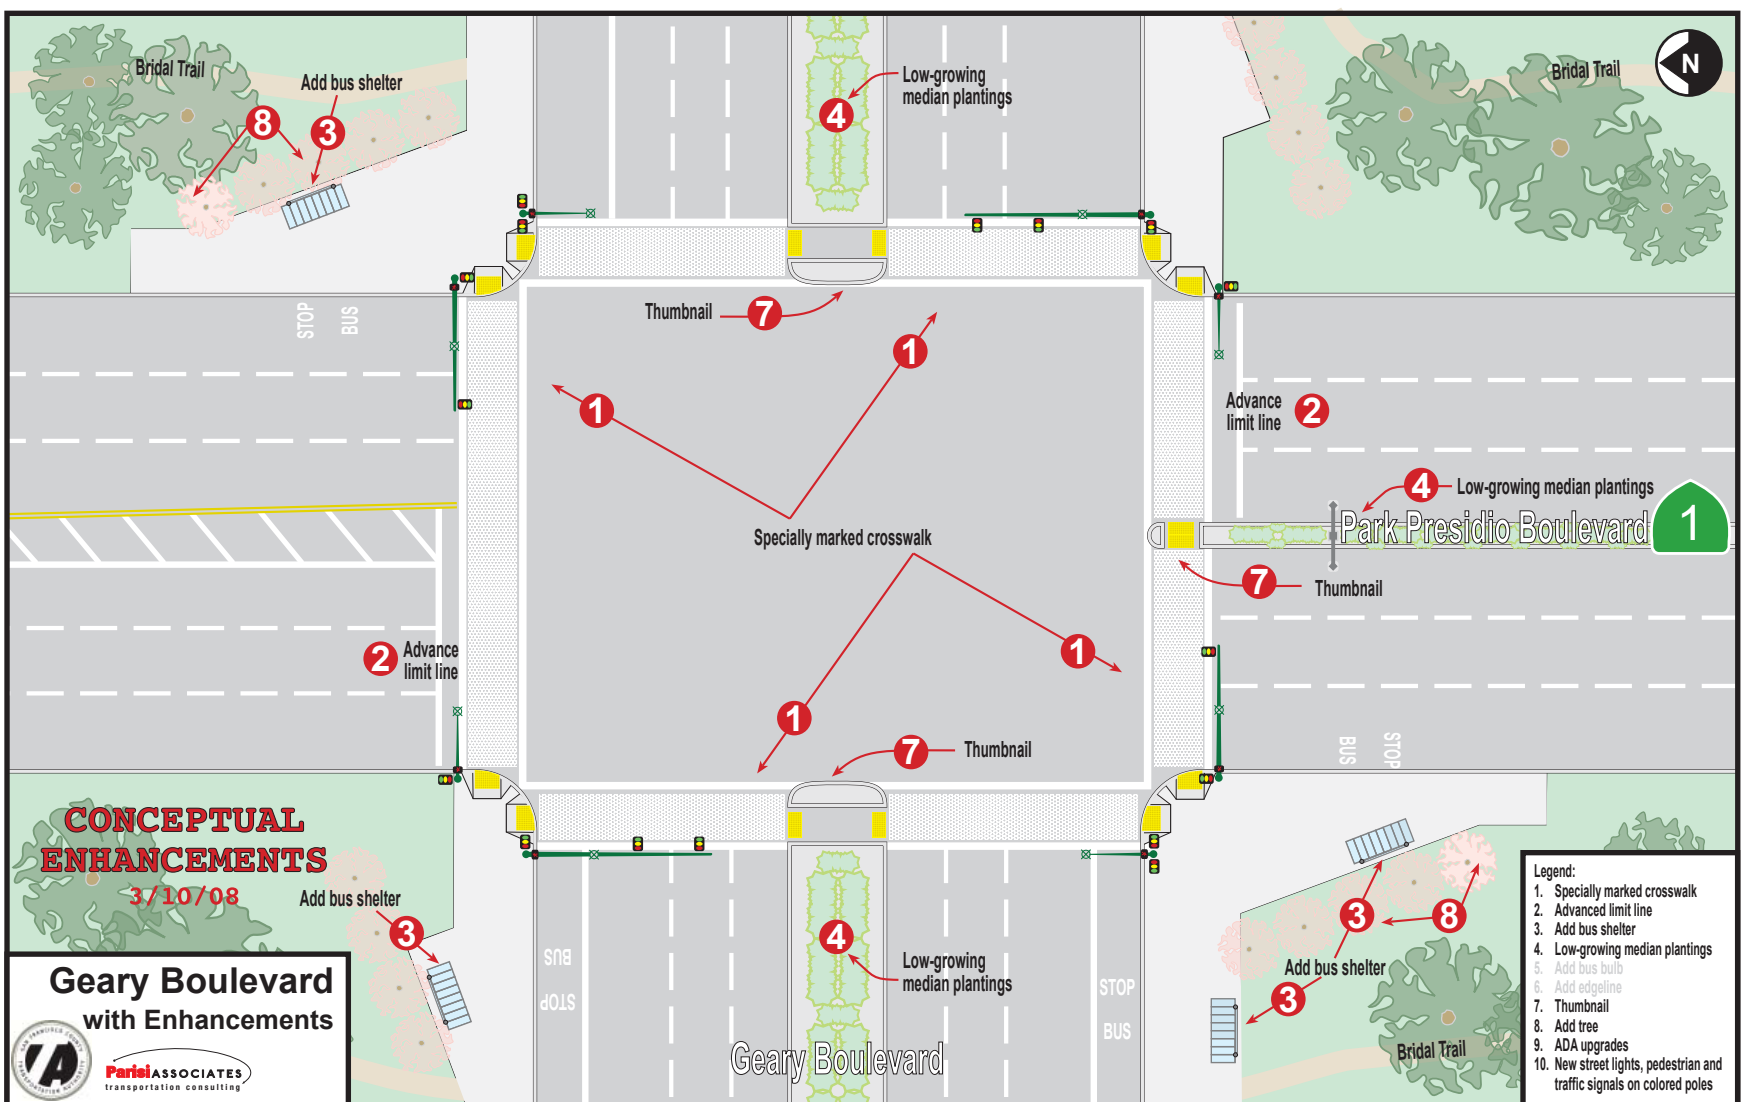 Bridal Trail
Add bus shelter
8
3
Low-growing
median plantings
4
Bridal Trail
N
STOP
BUS
Thumbnail
7
1
1
Advance
limit line
2
4
Low-growing median plantings
Park Presidio Boulevard
1
Specially marked crosswalk
7
Thumbnail
2
Advance
limit line
1
1
7
Thumbnail
BUS
STOP
CONCEPTUAL
ENHANCEMENTS
3/10/08
Add bus shelter
3
4
Low-growing
median plantings
BUS
STOP
STOP
BUS
Geary Boulevard
3
8
Add bus shelter
3
Bridal Trail
Geary Boulevard
with Enhancements
ParisiASSOCIATES
transportation consulting
Legend:
1. Specially marked crosswalk
2. Advanced limit line
3. Add bus shelter
4. Low-growing median plantings
5. Add bus bulb
6. Add edgeline
7. Thumbnail
8. Add tree
9. ADA upgrades
10. New street lights, pedestrian and
traffic signals on colored poles